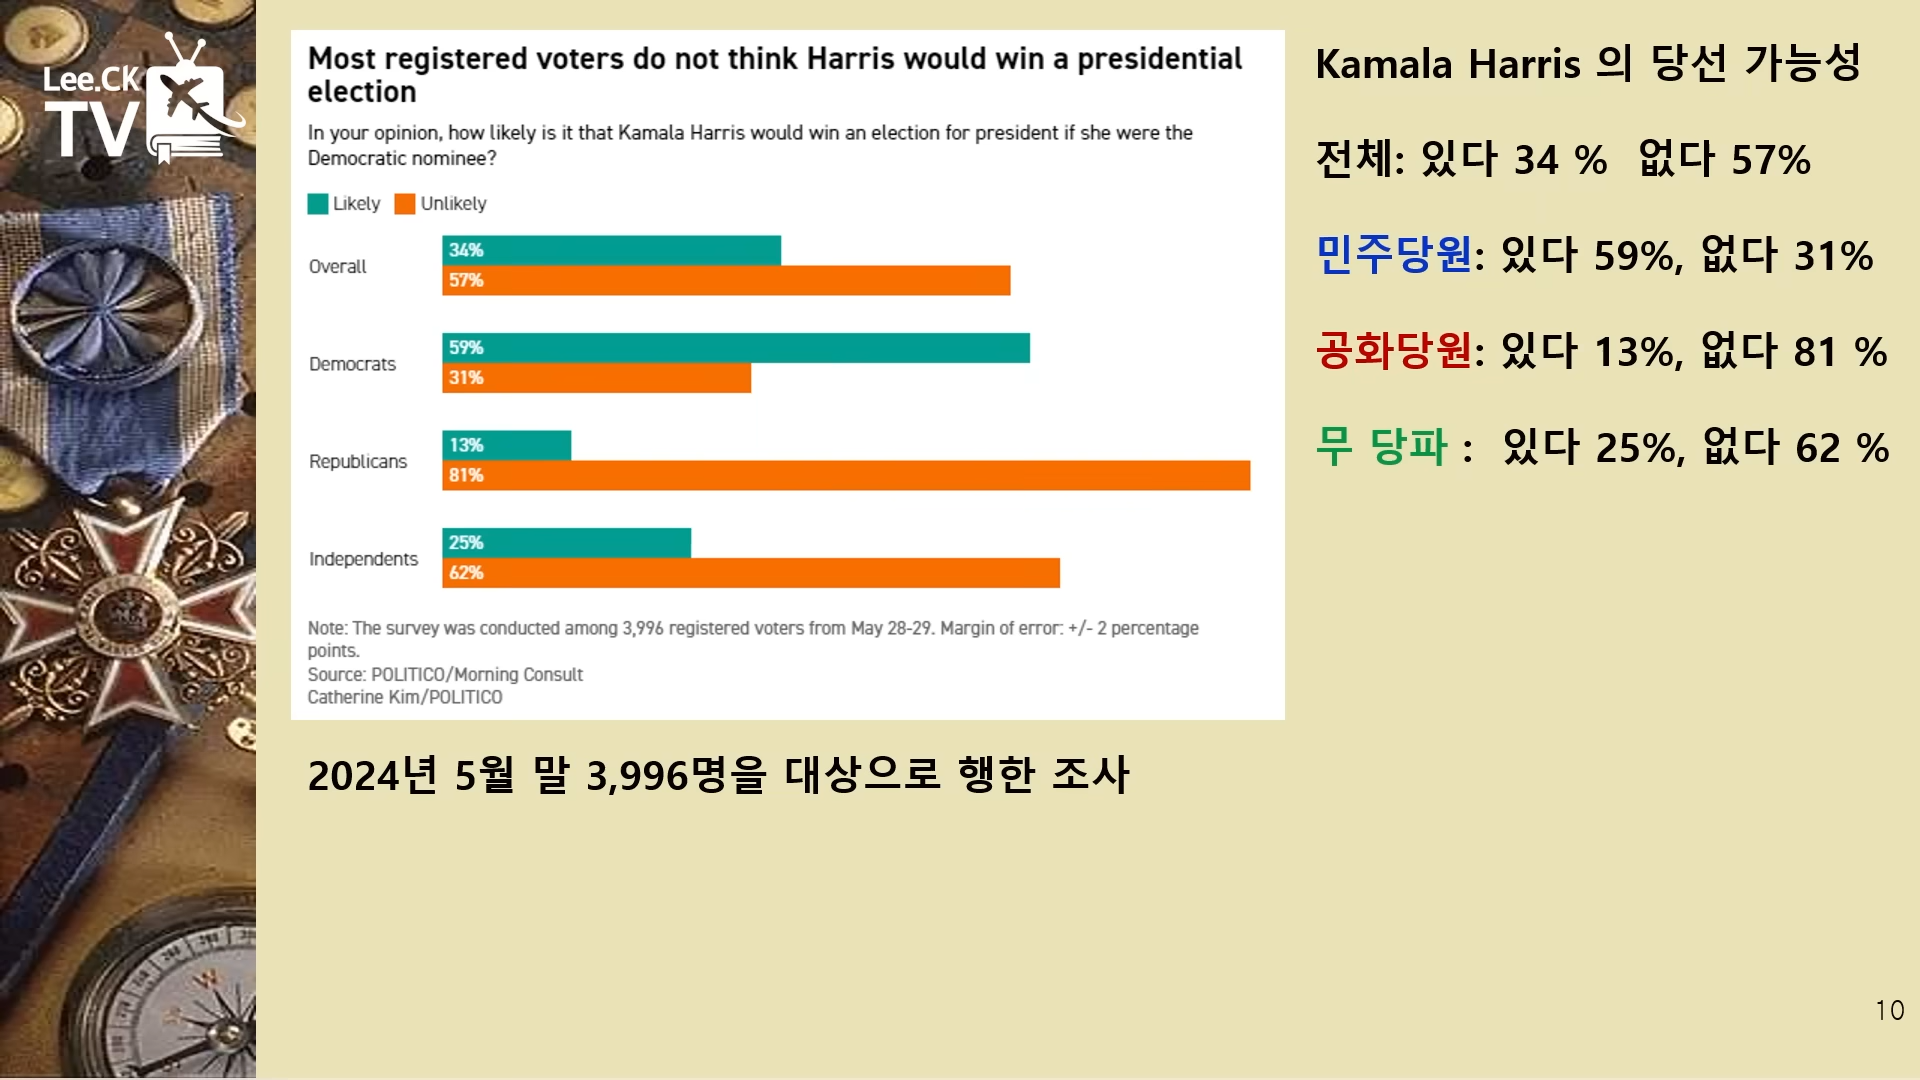 Lee.CK
TV
Most registered voters do not think Harris would win a presidential
election
In your opinion, how likely is it that Kamala Harris would win an election for president if she were the
Democratic nominee?
Likely Unlikely
Overall
34%
57%
Democrats
59%
31%
Republicans
13%
81%
Independents
25%
62%
Note: The survey was conducted among 3,996 registered voters from May 28-29. Margin of error: +/- 2 percentage
points.
Source: POLITICO/Morning Consult
Catherine Kim/POLITICO
2024년 5월 말 3,996명을 대상으로 행한 조사
Kamala Harris 의 당선 가능성
전체: 있다 34 % 없다 57%
민주당원: 있다 59%, 없다 31%
공화당원: 있다 13%, 없다 81 %
무 당파 : 있다 25%, 없다 62 %
W
10